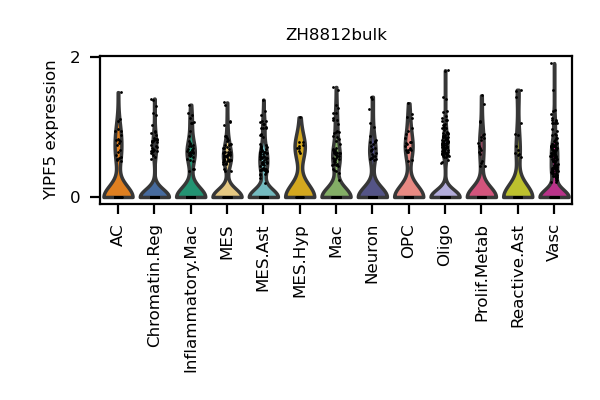 ZH8812bulk
YIPF5 expression
2
0
AC
Chromatin.Reg
Inflammatory.Mac
MES
MES.Ast
MES.Hyp
Mac
Neuron
OPC
Oligo
Prolif.Metab
Reactive.Ast
Vasc